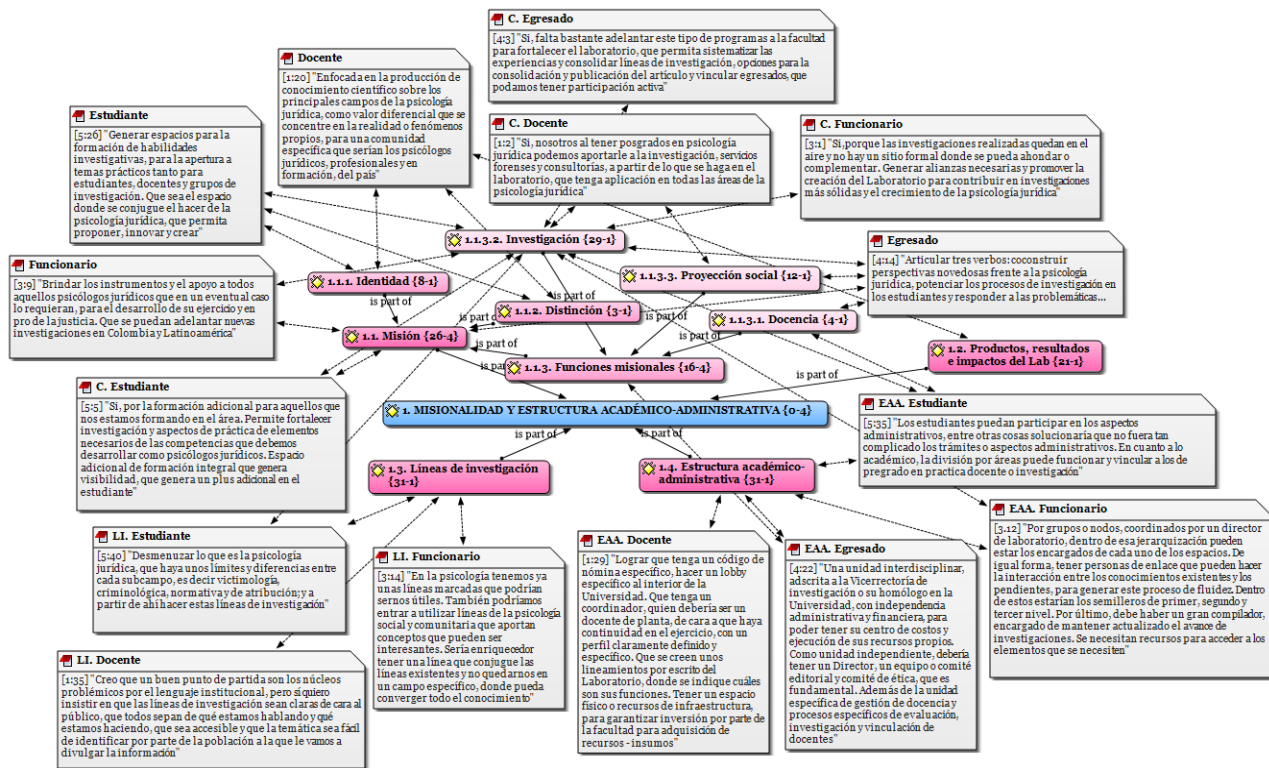 C. Egresado
[4:3] "Si, falta bastante adelantar este tipo de programas a la facultad
para fortalecer el laboratorio, que permita sistematizar las
experiencias y consolidar líneas de investigación, opciones para la
consolidación y publicación del artículo y vincular egresados, que
podamos tener participación activa"
Docente
[1:20] "Enfocada en la producción de
conocimiento científico sobre los
principales campos de la psicología
jurídica, como valor diferencial que se
concentre en la realidad o fenómenos
propios, para una comunidad
específica que serían los psicólogos
jurídicos, profesionales y en
formación, del país"
Estudiante
[5:26] "Generar espacios para la
formación de habilidades
investigativas, para la apertura a
temas prácticos tanto para
estudiantes, docentes y grupos de
investigación. Que sea el espacio
donde se conjugue el hacer de la
psicología jurídica, que permita
proponer, innovar y crear"
C. Docente
[1:2] "Si, nosotros al tener posgrados en psicología
jurídica podemos aportarle a la investigación, servicios
forenses y consultorías, a partir de lo que se haga en el
laboratorio, que tenga aplicación en todas las áreas de la
psicología jurídica"
C. Funcionario
[3:1] "Si, porque las investigaciones realizadas quedan en el
aire y no hay un sitio formal donde se pueda ahondar o
complementar. Generar alianzas necesarias y promover la
creación del Laboratorio para contribuir en investigaciones
más sólidas y el crecimiento de la psicología jurídica"
Funcionario
[3:9] "Brindar los instrumentos y el apoyo a todos
aquellos psicólogos jurídicos que en un eventual caso
lo requieran, para el desarrollo de su ejercicio y en
pro de la justicia. Que se puedan adelantar nuevas
investigaciones en Colombia y Latinoamérica"
Egresado
[4:14] "Articular tres verbos: coconstruir
perspectivas novedosas frente a la psicología
jurídica, potenciar los procesos de investigación en
los estudiantes y responder a las problemáticas...
1.1.3.2. Investigación {29-1}
1.1.1. Identidad {8-1}
1.1.3.3. Proyección social {12-1}
is part of
is part of
1.1.2. Distinción {3-1}
1.1.3.1. Docencia {4-1}
is part of
is part of
1.1. Misión {26-4}
1.2. Productos, resultados
e impactos del Lab {21-1}
1.1.3. Funciones misionales {16-4}
is part of
is part of
is part of
1. MISIONALIDAD Y ESTRUCTURA ACADÉMICO-ADMINISTRATIVA {0-4}
is part of
is part of
1.3. Líneas de investigación
{31-1}
1.4. Estructura académico-
administrativa {31-1}
C. Estudiante
[5:5] "Si, por la formación adicional para aquellos que
nos estamos formando en el área. Permite fortalecer
investigación y aspectos de práctica de elementos
necesarios de las competencias que debemos
desarrollar como psicólogos jurídicos. Espacio
adicional de formación integral que genera
visibilidad, que genera un plus adicional en el
estudiante"
EAA. Estudiante
[5:35] "Los estudiantes puedan participar en los aspectos
administrativos, entre otras cosas solucionaría que no fuera tan
complicado los trámites o aspectos administrativos. En cuanto a lo
académico, la división por áreas puede funcionar y vincular a los de
pregrado en practica docente o investigación"
LI. Estudiante
[5:40] "Desmenuzar lo que es la psicología
jurídica, que haya unos límites y diferencias entre
cada subcampo, es decir victimología,
criminológica, normativa y de atribución; y a
partir de ahí hacer estas líneas de investigación"
LI. Funcionario
[3:14] "En la psicología tenemos ya
unas líneas marcadas que podrían
sernos útiles. También podríamos
entrar a utilizar líneas de la psicología
social y comunitaria que aportan
conceptos que pueden ser
interesantes. Sería enriquecedor
tener una línea que conjugue las
líneas existentes y no quedarnos en
un campo específico, donde pueda
converger todo el conocimiento"
LI. Docente
[1:35] "Creo que un buen punto de partida son los núcleos
problémicos por el lenguaje institucional, pero si quiero
insistir en que las líneas de investigación sean claras de cara al
público, que todos sepan de qué estamos hablando y qué
estamos haciendo, que sea accesible y que la temática sea fácil
de identificar por parte de la población a la que le vamos a
divulgar la información"
EAA. Docente
[1:29] "Lograr que tenga un código de
nómina específico, hacer un lobby
específico al interior de la
Universidad. Que tenga un
coordinador, quien debería ser un
docente de planta, de cara a que haya
continuidad en el ejercicio, con un
perfil claramente definido y
específico. Que se creen unos
lineamientos por escrito del
Laboratorio, donde se indique cuáles
son sus funciones. Tener un espacio
físico o recursos de infraestructura,
para garantizar inversión por parte de
la facultad para adquisición de
recursos - insumos"
EAA. Egresado
[4:22] "Una unidad interdisciplinar,
adscrita a la Vicerrectoría de
investigación o su homólogo en la
Universidad, con independencia
administrativa y financiera, para
poder tener su centro de costos y
ejecución de sus recursos propios.
Como unidad independiente, debería
tener un Director, un equipo o comité
editorial y comité de ética, que es
fundamental. Además de la unidad
específica de gestión de docencia y
procesos específicos de evaluación,
investigación y vinculación de
docentes"
EAA. Funcionario
[3.12] "Por grupos o nodos, coordinados por un director
de laboratorio, dentro de esa jerarquización pueden
estar los encargados de cada uno de los espacios. De
igual forma, tener personas de enlace que pueden hacer
la interacción entre los conocimientos existentes y los
pendientes, para generar este proceso de fluidez. Dentro
de estos estarían los semilleros de primer, segundo y
tercer nivel. Por último, debe haber un gran compilador,
encargado de mantener actualizado el avance de
investigaciones. Se necesitan recursos para acceder a los
elementos que se necesiten"